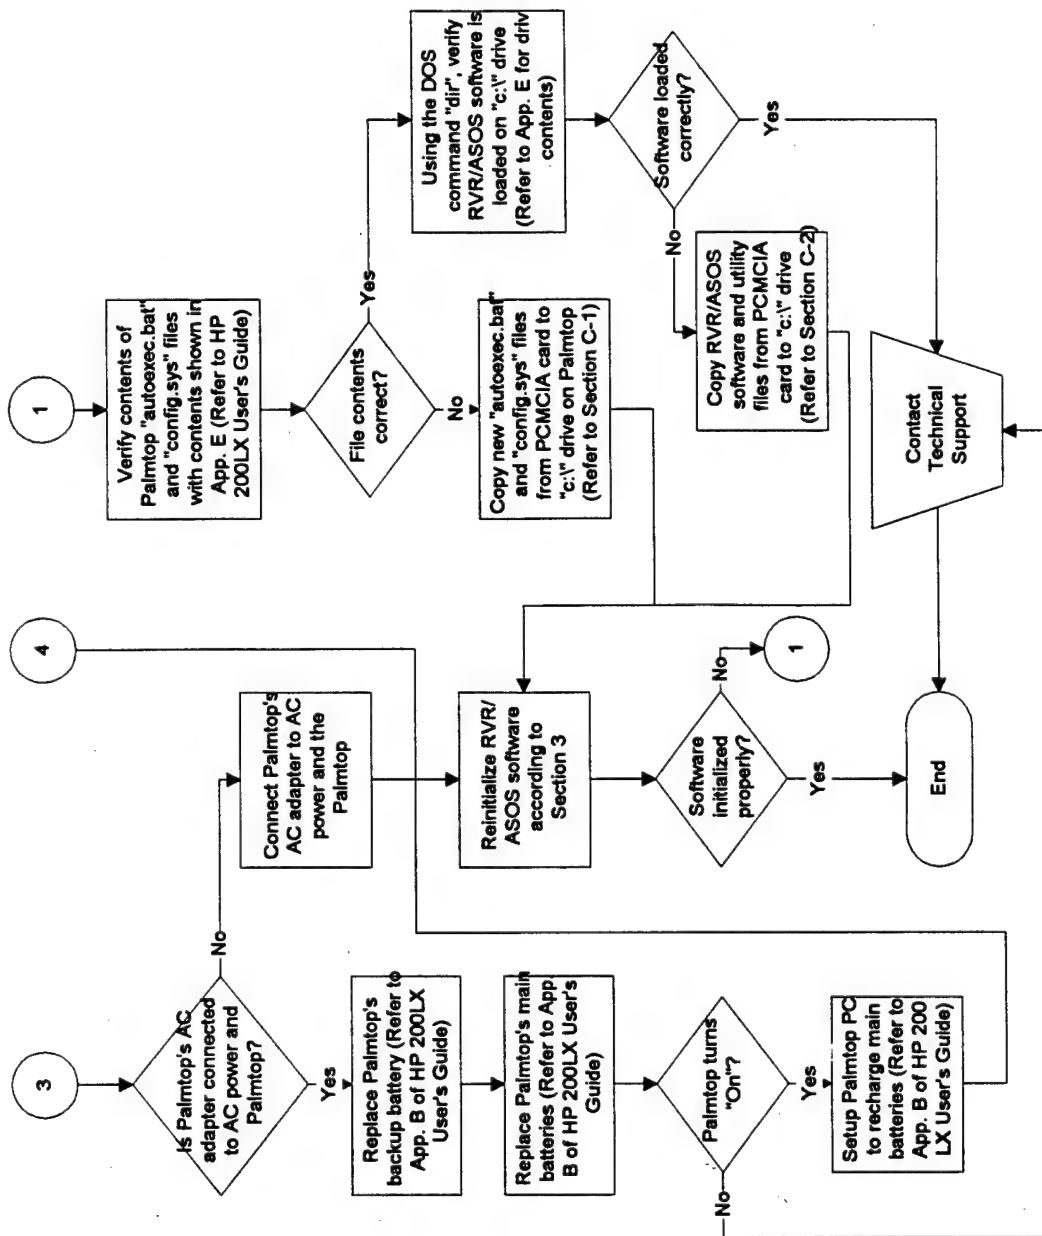 3
Is Palmtop's AC
adapter connected
to AC power and
Palmtop?
No
Yes
Connect Palmtop's
AC adapter to AC
power and the
Palmtop
Replace Palmtop's
backup battery (Refer to
App. B of HP 200LX
User's Guide)
Replace Palmtop's main
batteries (Refer to App.
B of HP 200LX User's
Guide)
Palmtop turns
"On"?
No
Yes
Setup Palmtop PC
to recharge main
batteries (Refer to
App. B of HP 200
LX User's Guide)
4
Reinitialize RVR/
ASOS software
according to
Section 3
Software
initialized
properly?
No
1
Yes
End
1
Verify contents of
Palmtop "autoexec.bat"
and "config.sys" files
with contents shown in
App. E (Refer to HP
200LX User's Guide)
File contents
correct?
Yes
No
Copy new "autoexec.bat"
and "config.sys" files
from PCMCIA card to
"c:\" drive on Palmtop
(Refer to Section C-1)
Using the DOS
command "dir", verify
RVR/ASOS software is
loaded on "c:\" drive
(Refer to App. E for driv
contents)
Software loaded
correctly?
No
Yes
Copy RVR/ASOS
software and utility
files from PCMCIA
card to "c:\" drive
(Refer to Section C-2)
Contact
Technical
Support